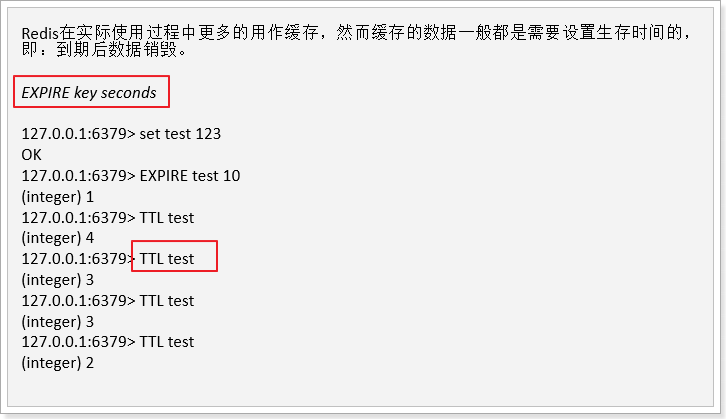 Redis在实际使用过程中更多的用作缓存，然而缓存的数据一般都是需要设置生存时间的，
即：到期后数据销毁。
EXPIRE key seconds
127.0.0.1:6379> set test 123
OK
127.0.0.1:6379> EXPIRE test 10
(integer) 1
127.0.0.1:6379> TTL test
(integer) 4
127.0.0.1:6379> TTL test
(integer) 3
127.0.0.1:6379> TTL test
(integer) 3
127.0.0.1:6379> TTL test
(integer) 2